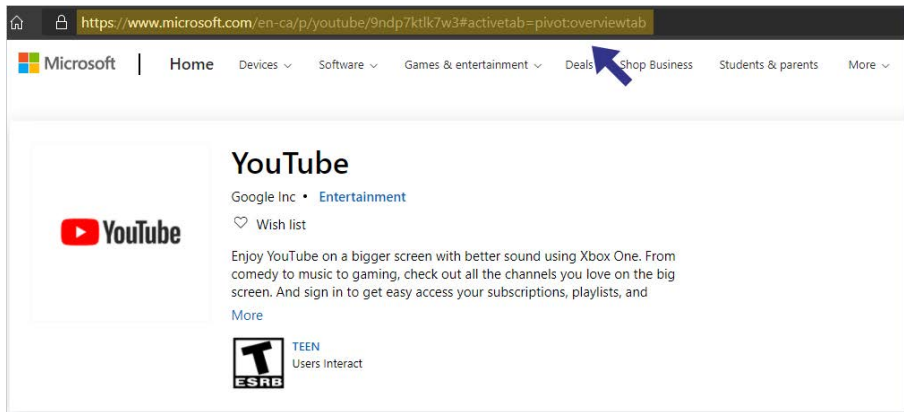 https://www.microsoft.com/en-ca/p/youtube/9ndp7ktlk7w3#activetab=pivot:overviewtab
Microsoft Home Devices Software Games & entertainment Deals Shop Business Students & parents More
YouTube
YouTube
Google Inc • Entertainment
Wish list
Enjoy YouTube on a bigger screen with better sound using Xbox One. From
comedy to music to gaming, check out all the channels you love on the big
screen. And sign in to get easy access your subscriptions, playlists, and
More
T
ESRB
TEEN
Users Interact